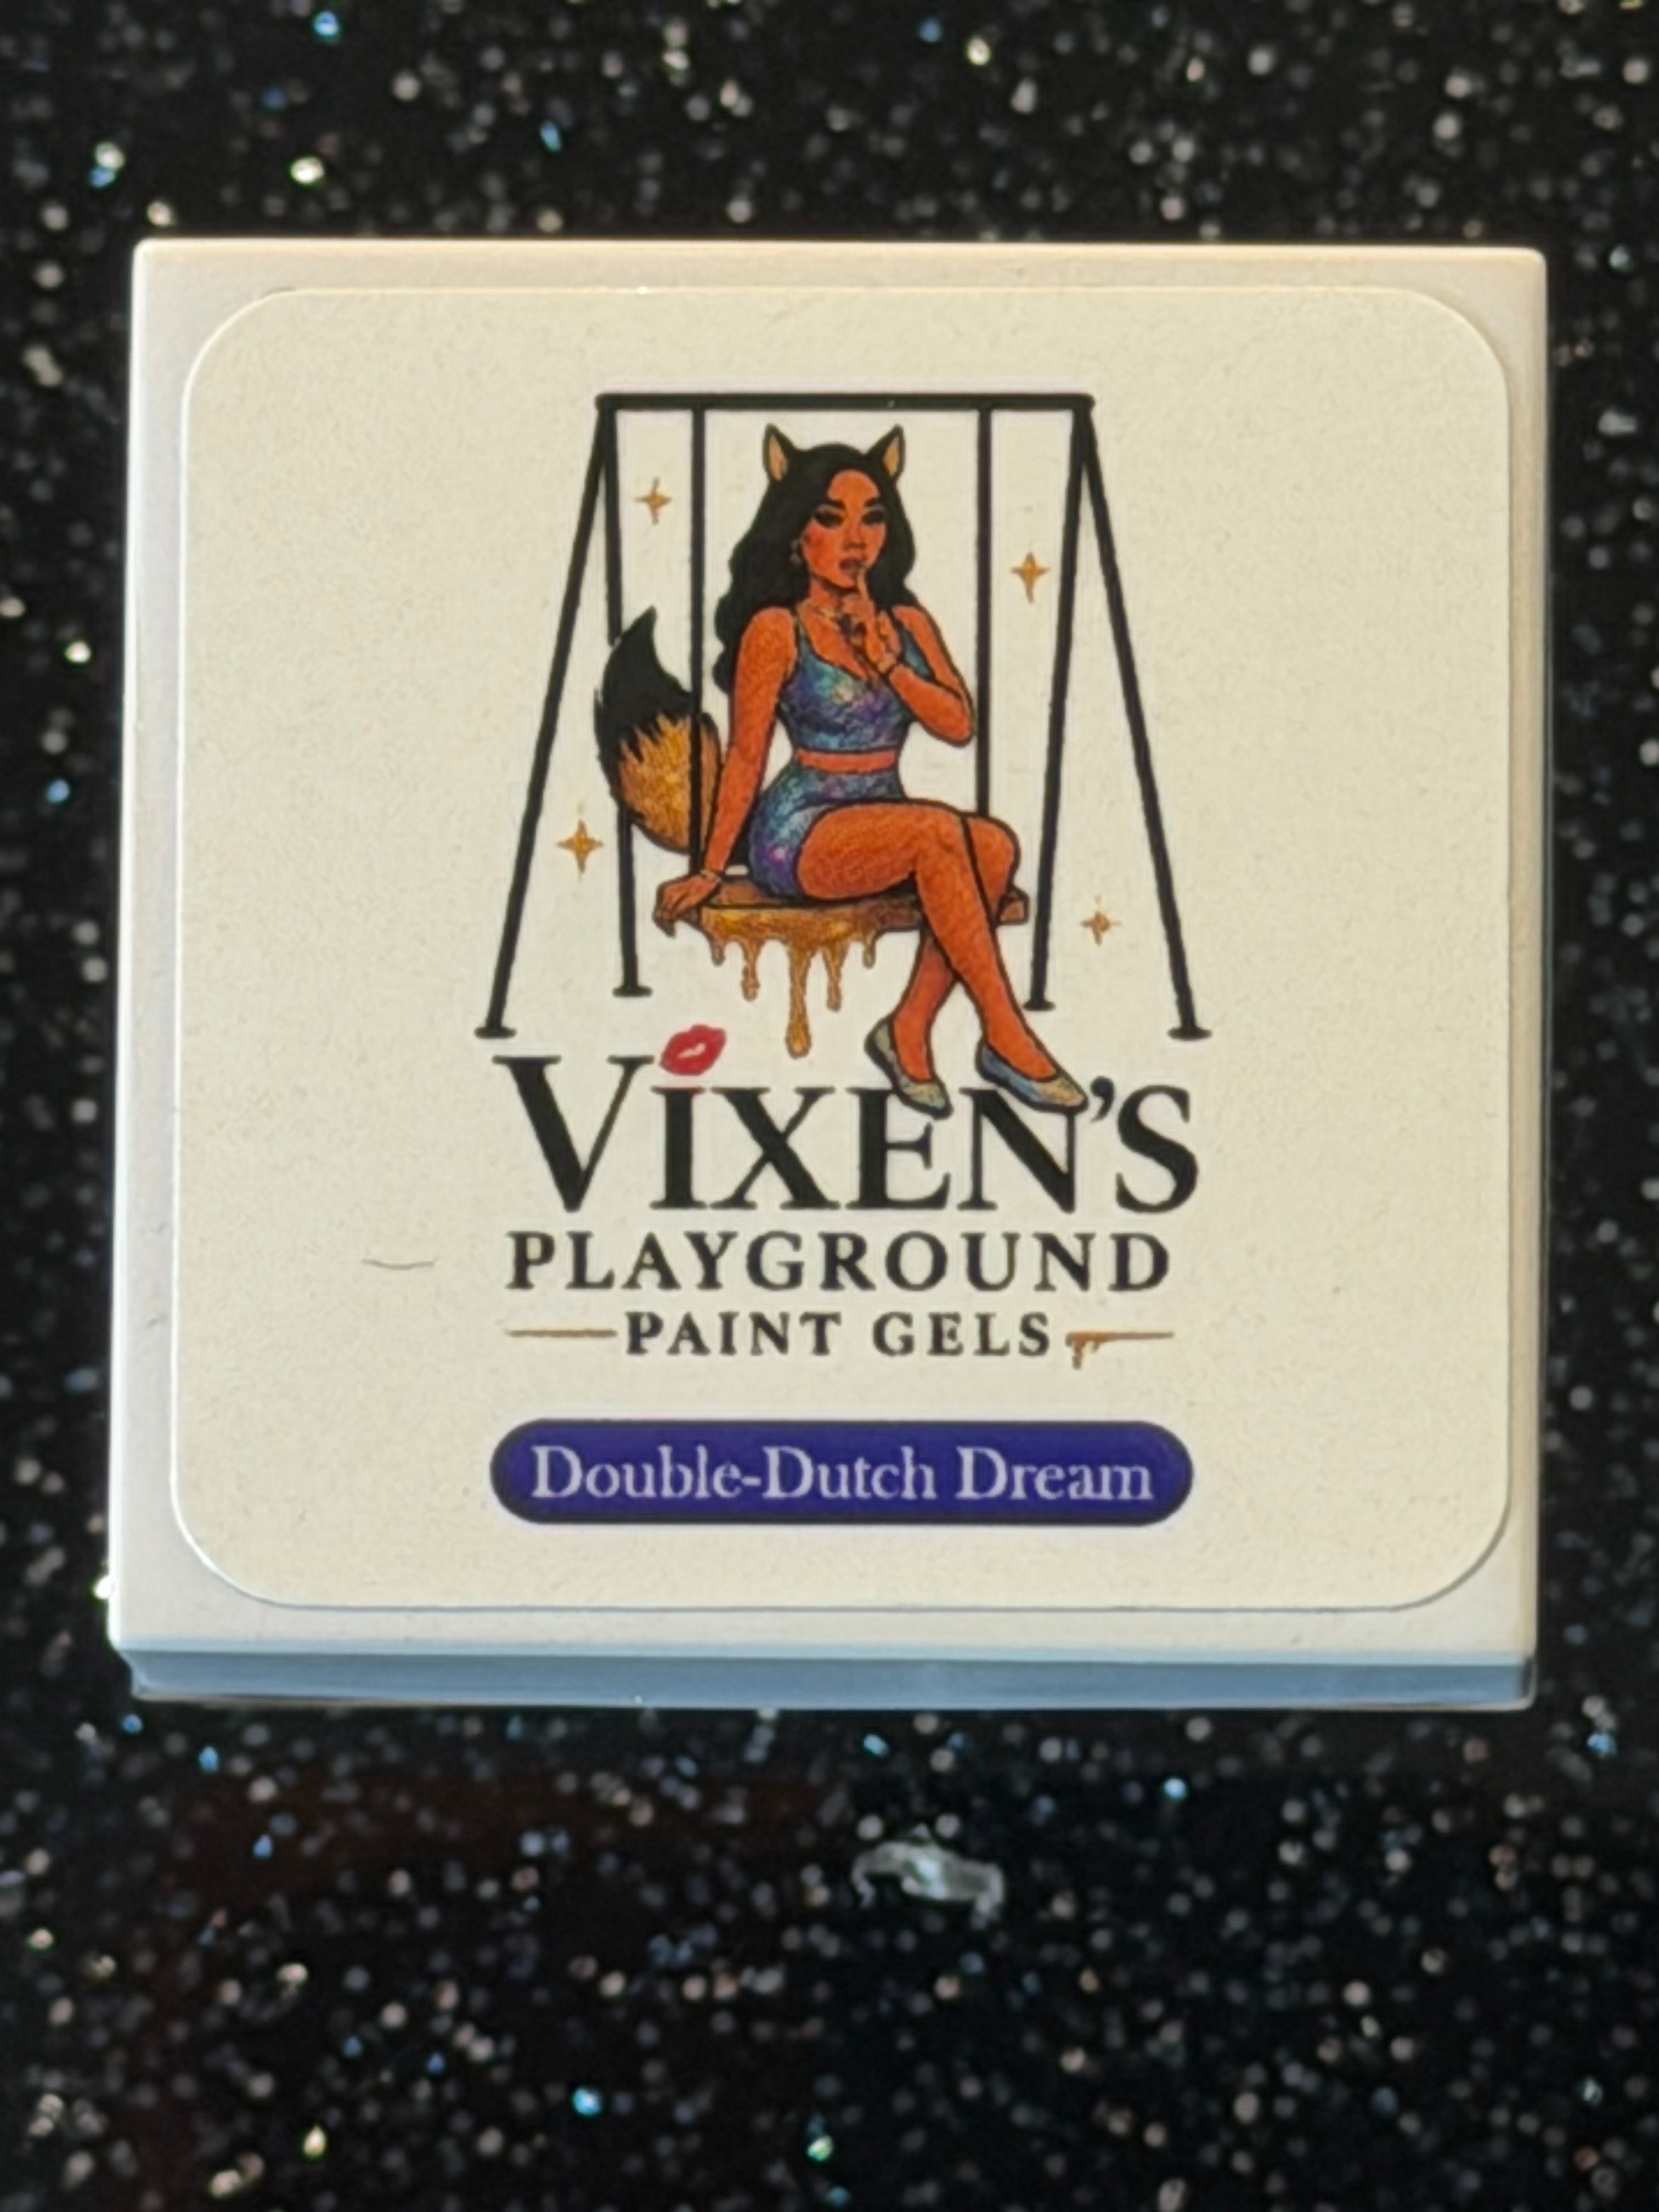 VIXEN'S
PLAYGROUND
PAINT GELS
Double-Dutch Dream